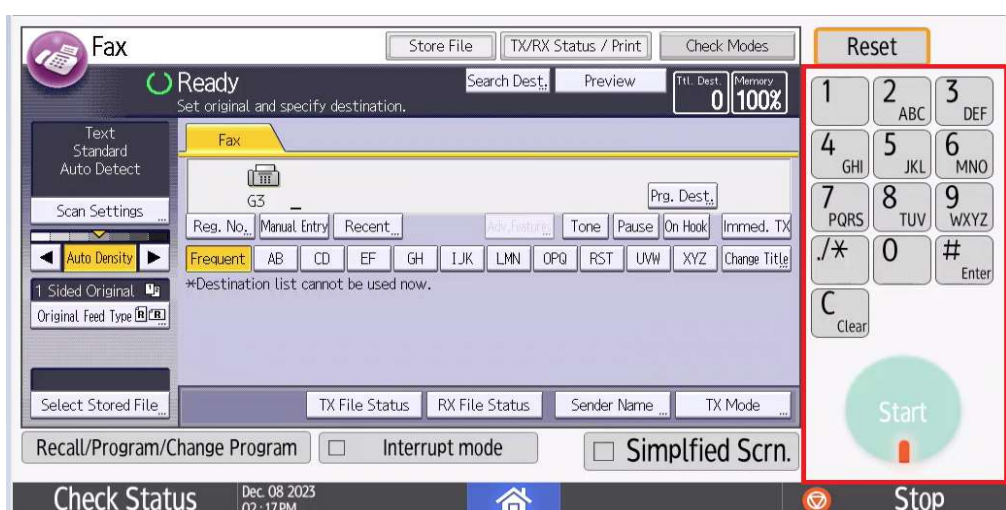 Fax
Store File
TX/RX Status / Print
Check Modes
Reset
Ready
Set original and specify destination.
Search Dest.
Preview
Ttl. Dest.
0
Memory
100%
Text
Standard
Auto Detect
Scan Settings
Auto Density
1 Sided Original
Original Feed Type
Select Stored File
Fax
G3 _
Prg. Dest.
Reg. No. Manual Entry Recent Adv.Features Tone Pause On Hook Immed. TX
Frequent AB CD EF GH IJK LMN OPQ RST UVW XYZ Change Title
*Destination list cannot be used now.
TX File Status RX File Status Sender Name TX Mode
1 2 ABC 3 DEF
4 GHI 5 JKL 6 MNO
7 PQRS 8 TUV 9 WXYZ
./* 0 # Enter
C Clear
Start
Recall/Program/Change Program Interrupt mode Simplfied Scrn.
Check Status
Dec. 08 2023
02:17PM
Stop